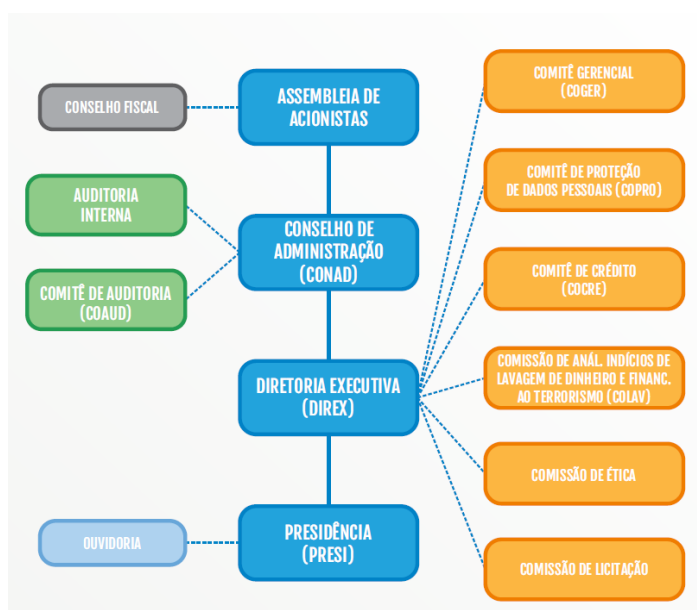 CONSELHO FISCAL
ASSEMBLEIA DE
ACIONISTAS
AUDITORIA
INTERNA
COMITÊ DE AUDITORIA
(COAUD)
CONSELHO DE
ADMINISTRAÇÃO
(CONAD)
DIRETORIA EXECUTIVA
(DIREX)
OUVIDORIA
PRESIDÊNCIA
(PRESI)
COMITÊ GERENCIAL
(COGER)
COMITÊ DE PROTEÇÃO
DE DADOS PESSOAIS (COPRO)
COMITÊ DE CRÉDITO
(COCRE)
COMISSÃO DE ANÁL. INDÍCIOS DE
LAVAGEM DE DINHEIRO E FINANC.
AO TERRORISMO (COLAV)
COMISSÃO DE ÉTICA
COMISSÃO DE LICITAÇÃO